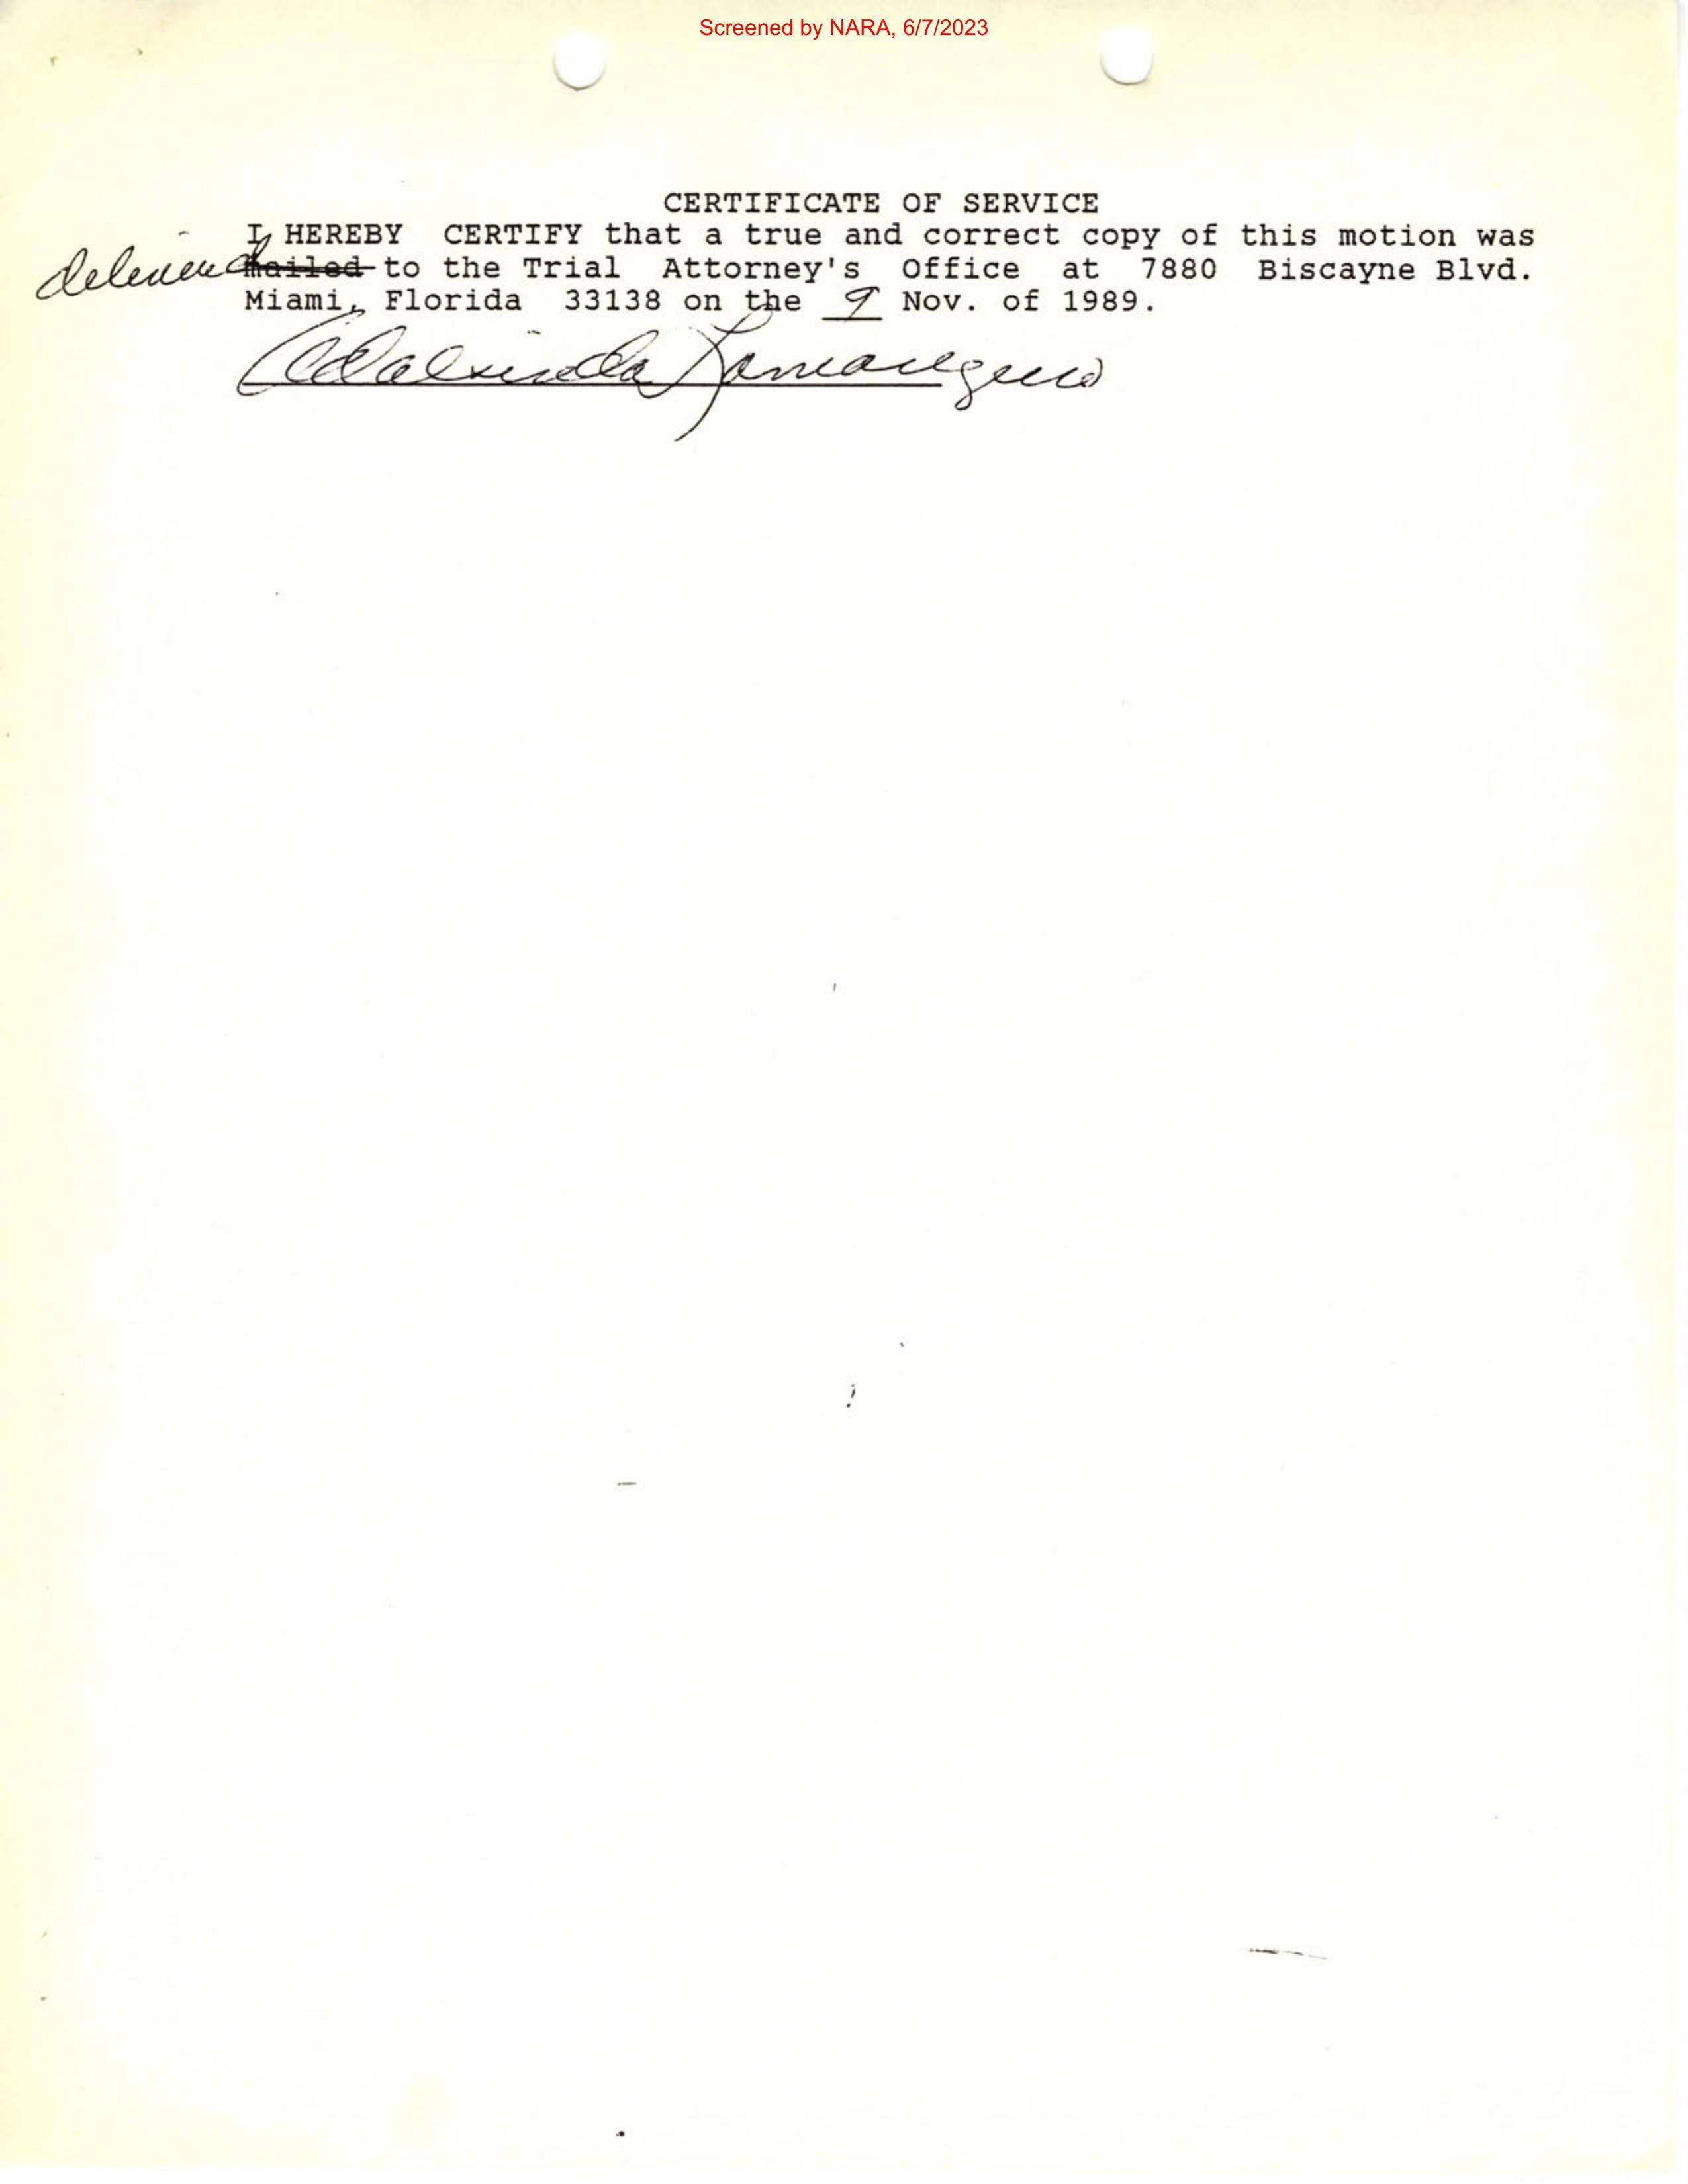 Screened by NARA, 6/7/2023
CERTIFICATE OF SERVICE
I HEREBY CERTIFY that a true and correct copy of this motion was
delivered mailed to the Trial Attorney's Office at 7880 Biscayne Blvd.
Miami, Florida 33138 on the 9 Nov. of 1989.